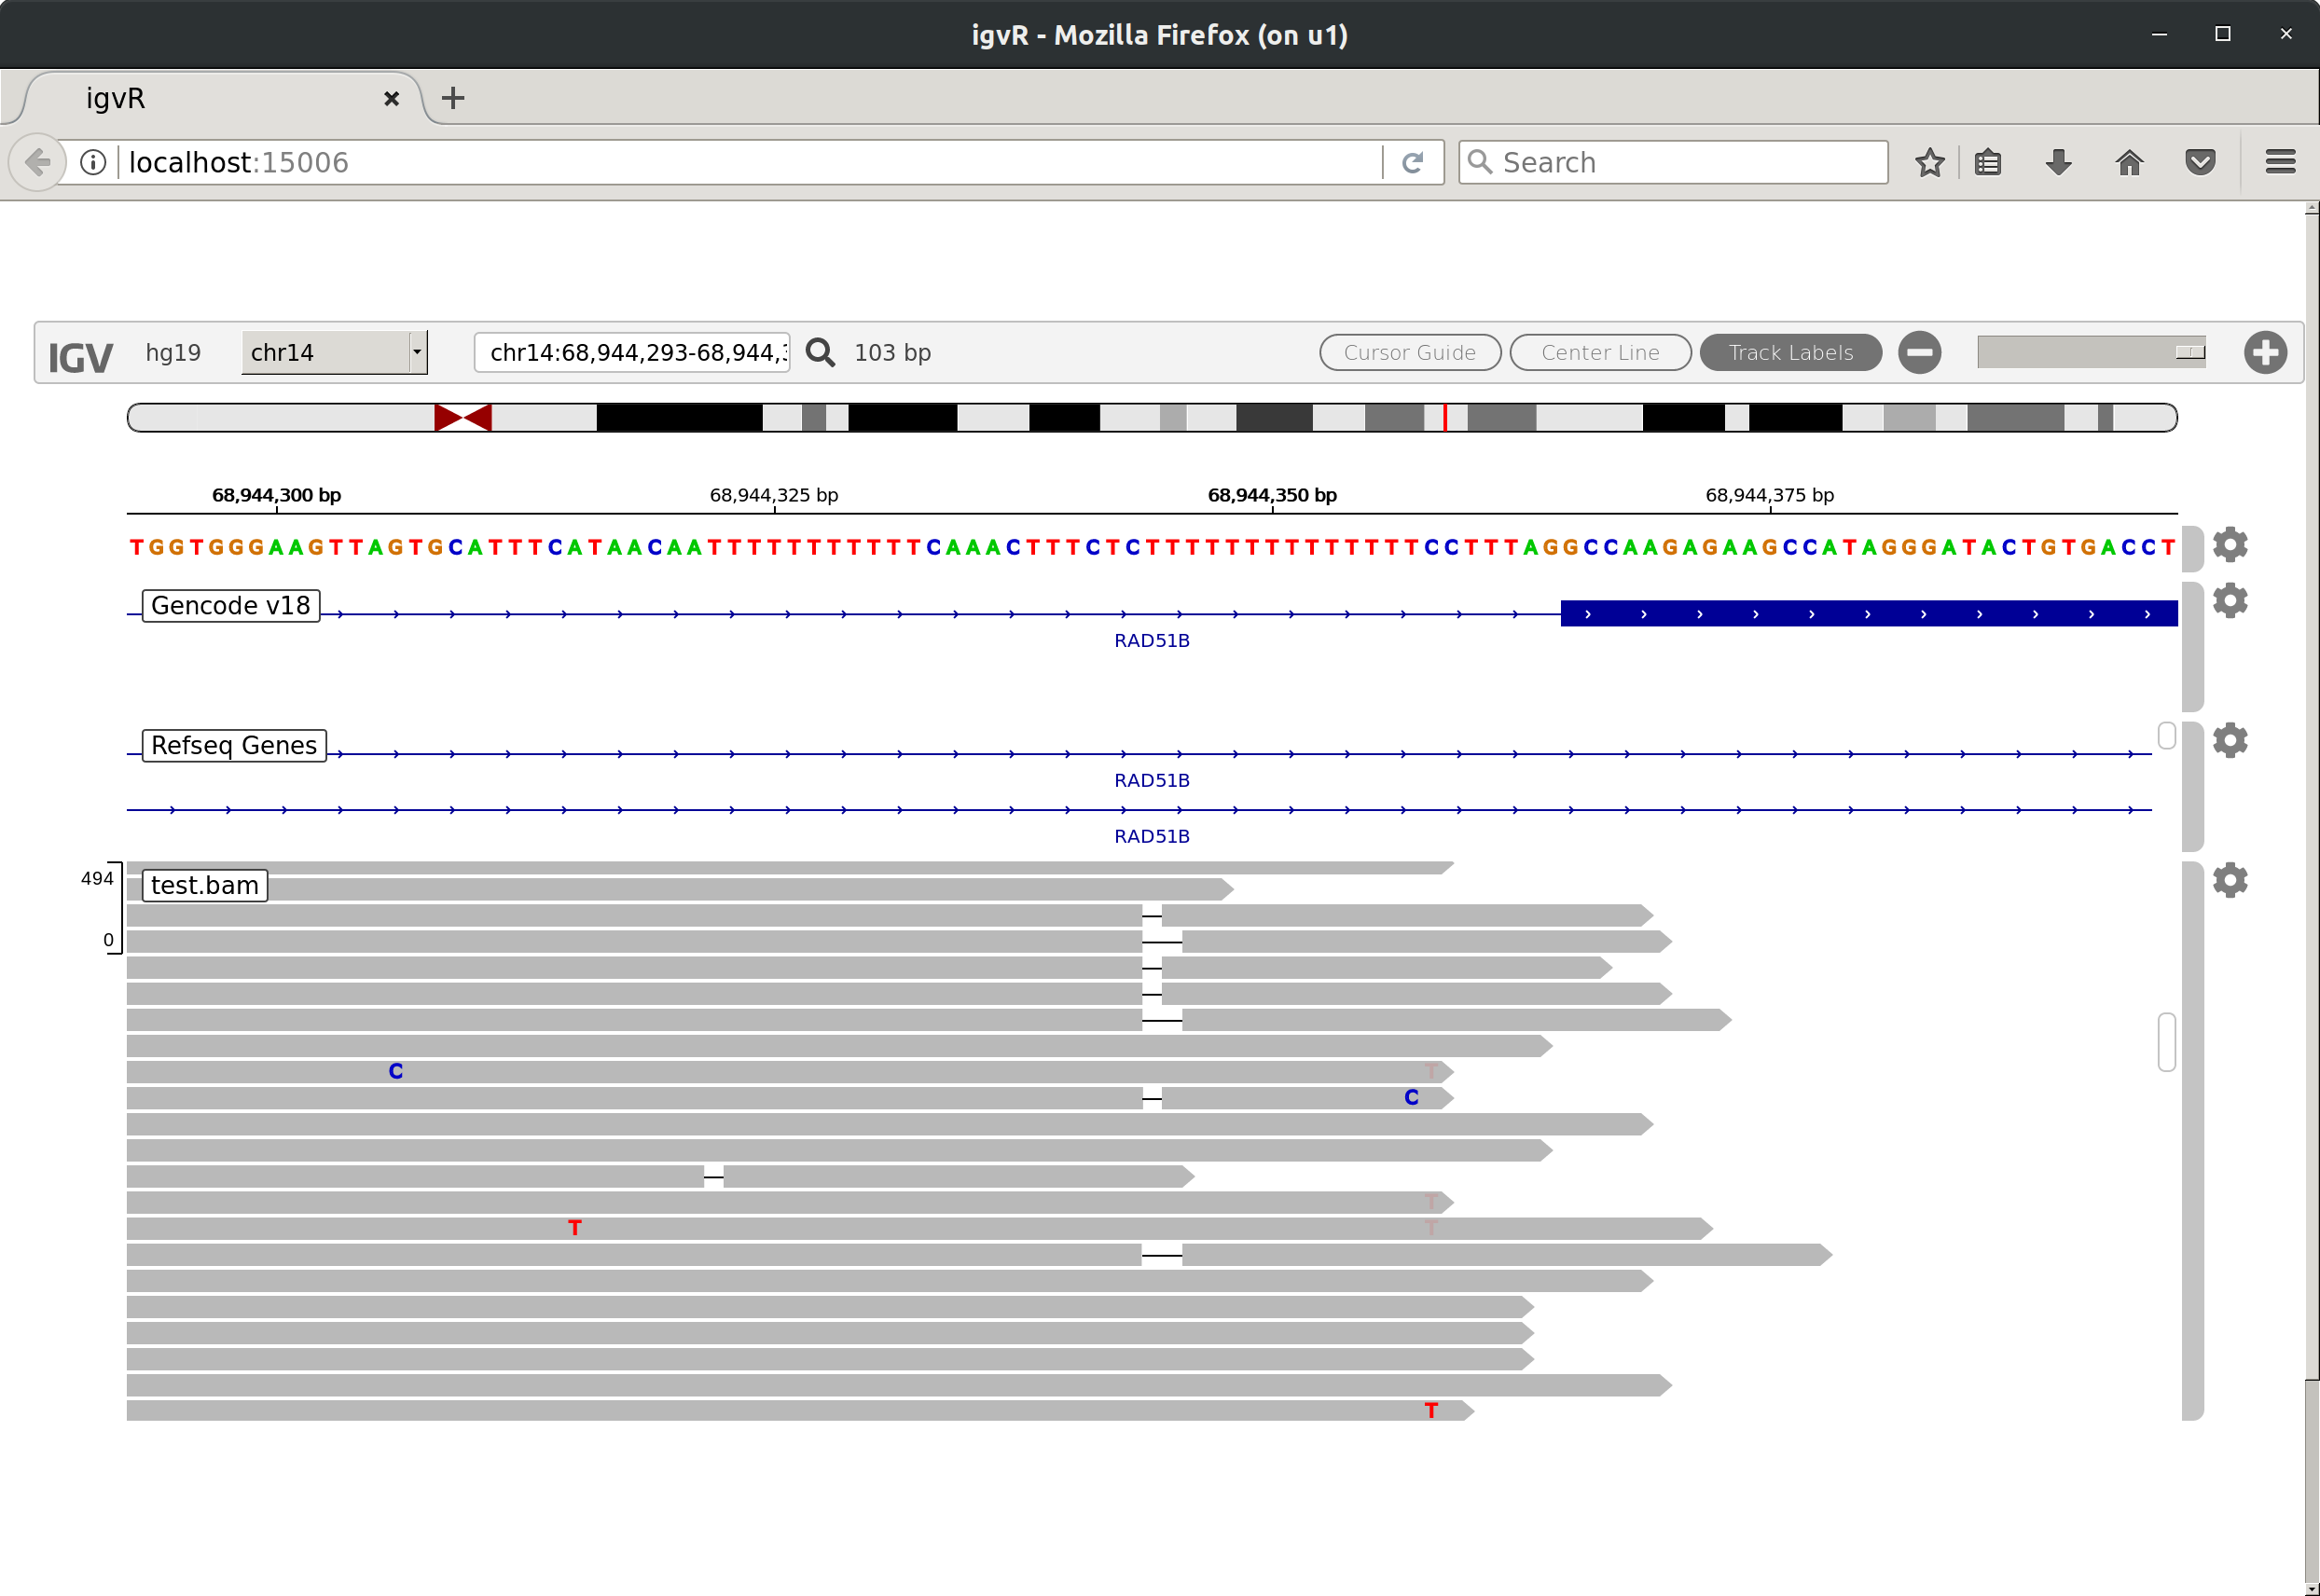 igvR - Mozilla Firefox (on u1)
igvR
localhost:15006
Search
IGV hg19 chr14 chr14:68,944,293-68,944, 103 bp Cursor Guide Center Line Track Labels
68,944,300 bp 68,944,325 bp 68,944,350 bp 68,944,375 bp
TGGTGGGAAGTTAGTGCATTTCATAACAATTTTTTTTTTTCAAACTTTCTCTTTTTTTTTTTTTTCCTTTAGGCCAAGAGAAGCCATAGGGATACTGTGACCT
Gencode v18
RAD51B
Refseq Genes
RAD51B
RAD51B
494
test.bam
0
C T
C
T
T T
T